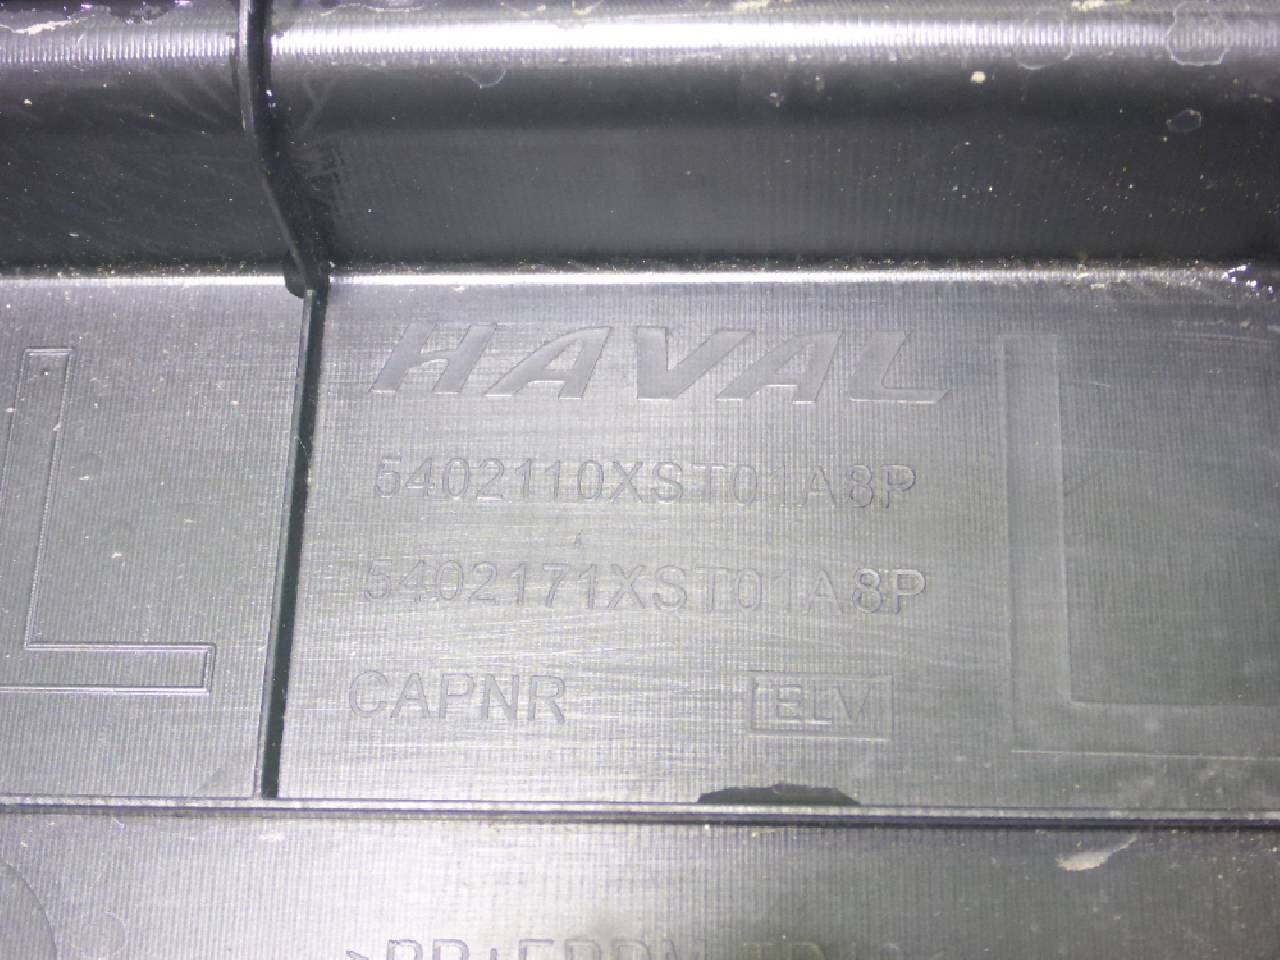 HAVAL
5402110XST01A8P
5402171XST01A8P
CAPNR ELV
L
L